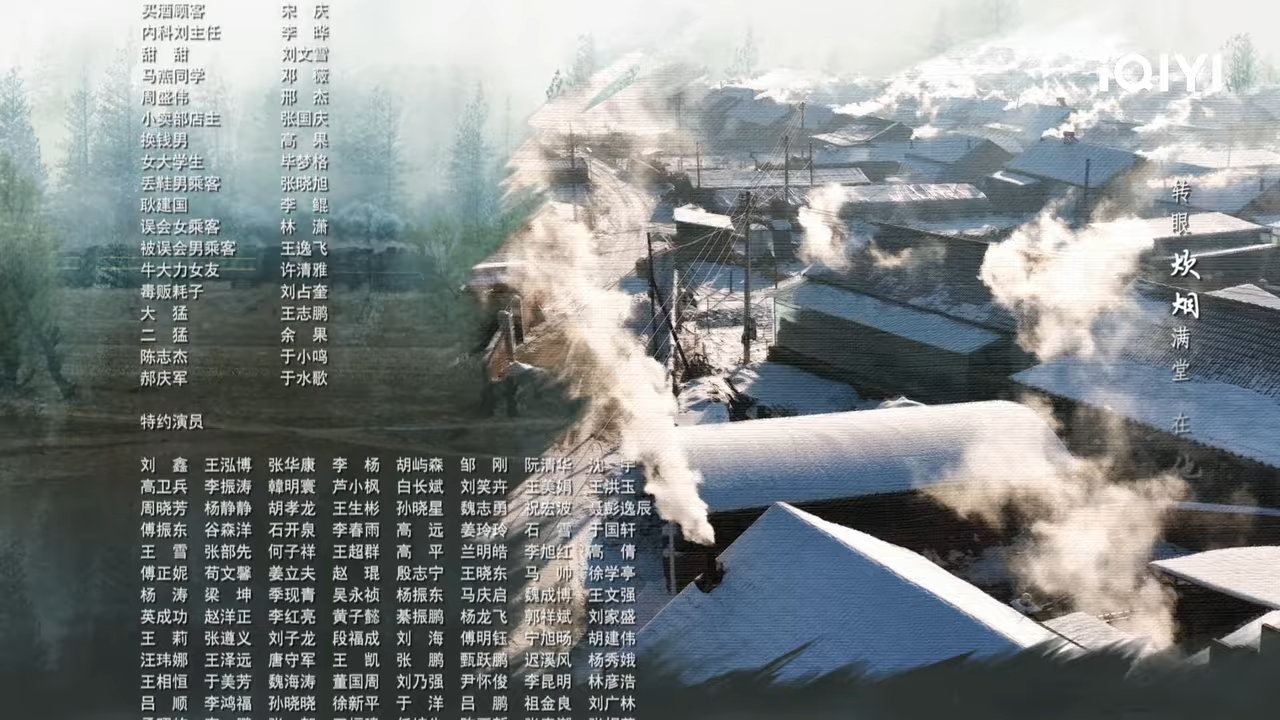 买酒顾客 宋庆
内科刘主任 李晔
甜甜 刘文雪
马燕同学 邓薇
周盛伟 邢杰
小卖部店主 张国庆
换钱男 高果
女大学生 毕梦格
丢鞋男乘客 张晓旭
耿建国 李鲲
误会女乘客 林潇
被误会男乘客 王逸飞
牛大力女友 许清雅
毒贩耗子 刘占奎
大猛 王志鹏
二猛 余果
陈志杰 于小鸣
郝庆军 于水歌
特约演员
刘鑫 王泓博 张华康 李杨 胡屿森 邹刚 阮清华 沈宇
高卫兵 李振涛 韓明寰 芦小枫 白长斌 刘笑卉 王美娟 王洪玉
周晓芳 杨静静 胡孝龙 王生彬 孙晓星 魏志勇 祝宏波 聂彭逸辰
傅振东 谷森洋 石开泉 李春雨 高远 姜玲玲 石雪 于国轩
王雪 张部先 何子祥 王超群 高平 兰明皓 李旭红 高倩
傅正妮 荀文馨 姜立夫 赵琨 殷志宁 王晓东 马帅 徐学亭
杨涛 梁坤 季现青 吴永祯 杨振东 马庆启 魏成博 王文强
英成功 赵洋正 李红亮 黄子懿 綦振鹏 杨龙飞 郭祥斌 刘家盛
王莉 张遵义 刘子龙 段福成 刘海 傅明钰 宁旭旸 胡建伟
汪玮娜 王泽远 唐守军 王凯 张鹏 甄跃鹏 迟溪风 杨秀娥
王相恒 于美芳 魏海涛 董国周 刘乃强 尹怀俊 李昆明 林彦浩
吕顺 李鸿福 孙晓晓 徐新平 于洋 吕鹏 祖金良 刘广林
iQIYI
转眼炊烟满堂 在